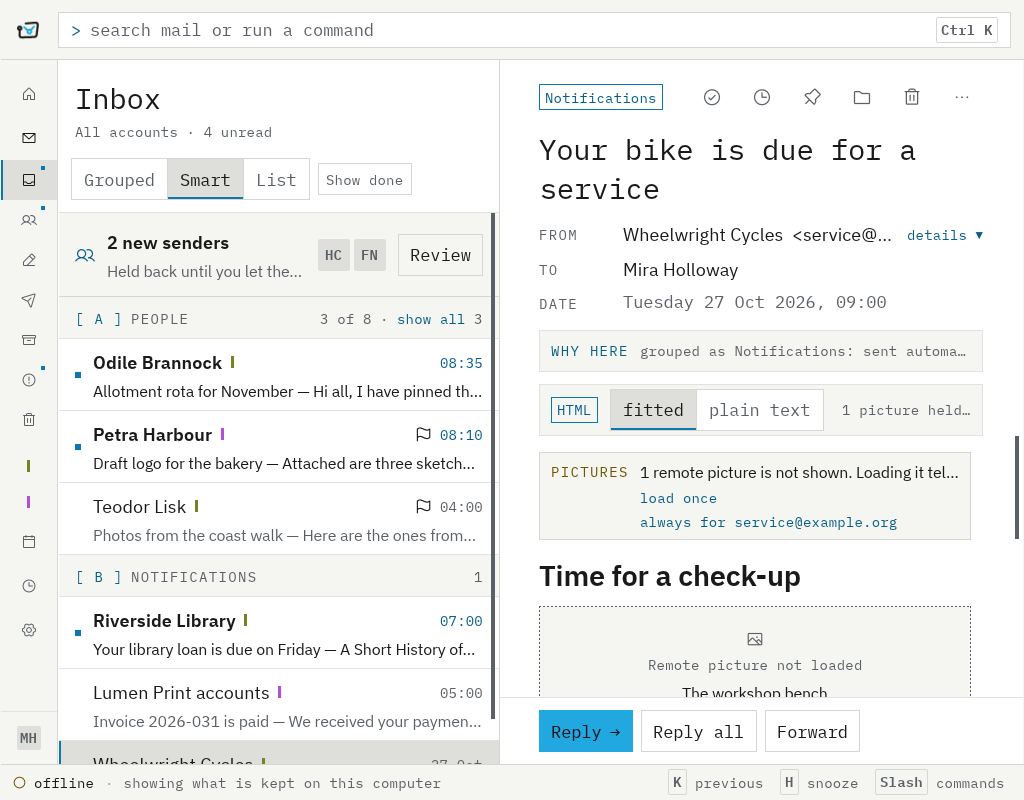 > search mail or run a command Ctrl K
Inbox
All accounts · 4 unread
Grouped Smart List Show done
2 new senders
Held back until you let the...
HC FN Review
[ A ] PEOPLE 3 of 8 · show all 3
Odile Brannock 08:35
Allotment rota for November — Hi all, I have pinned th...
Petra Harbour 08:10
Draft logo for the bakery — Attached are three sketch...
Teodor Lisk 04:00
Photos from the coast walk — Here are the ones from...
[ B ] NOTIFICATIONS 1
Riverside Library 07:00
Your library loan is due on Friday — A Short History of...
Lumen Print accounts 05:00
Invoice 2026-031 is paid — We received your paymen...
Wheelwright Cycles 27 Oct
MH
Notifications
Your bike is due for a
service
FROM Wheelwright Cycles <service@... details ▾
TO Mira Holloway
DATE Tuesday 27 Oct 2026, 09:00
WHY HERE grouped as Notifications: sent automa...
HTML fitted plain text 1 picture held...
PICTURES 1 remote picture is not shown. Loading it tel...
load once
always for service@example.org
Time for a check-up
Remote picture not loaded
The workshop bench
Reply → Reply all Forward
offline · showing what is kept on this computer K previous H snooze Slash commands